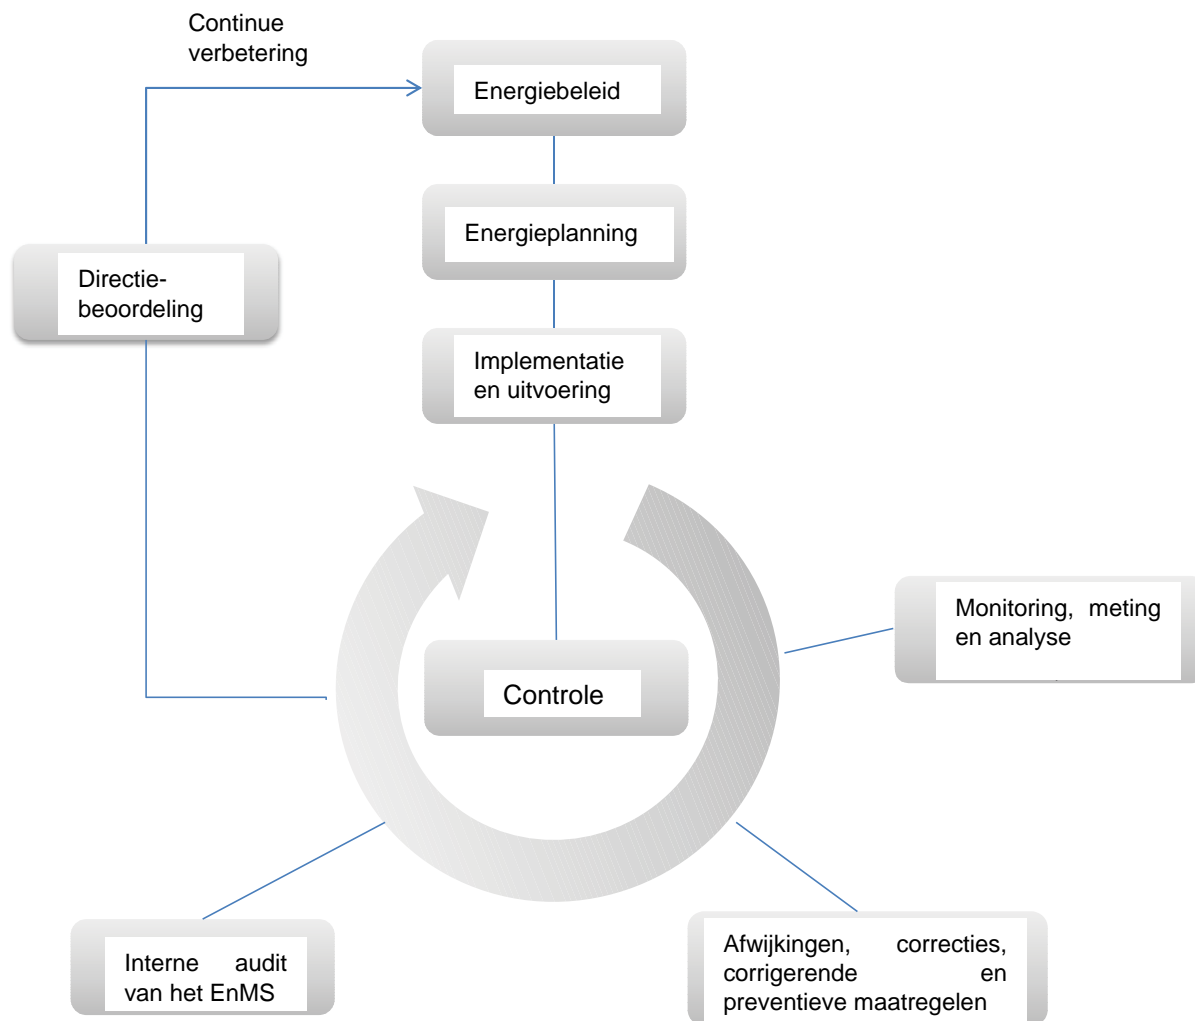 Continue
verbetering
Energiebeleid
Energieplanning
Directie-
beoordeling
Implementatie
en uitvoering
Monitoring, meting
en analyse
Controle
Interne audit
van het EnMS
Afwijkingen, correcties,
corrigerende en
preventieve maatregelen